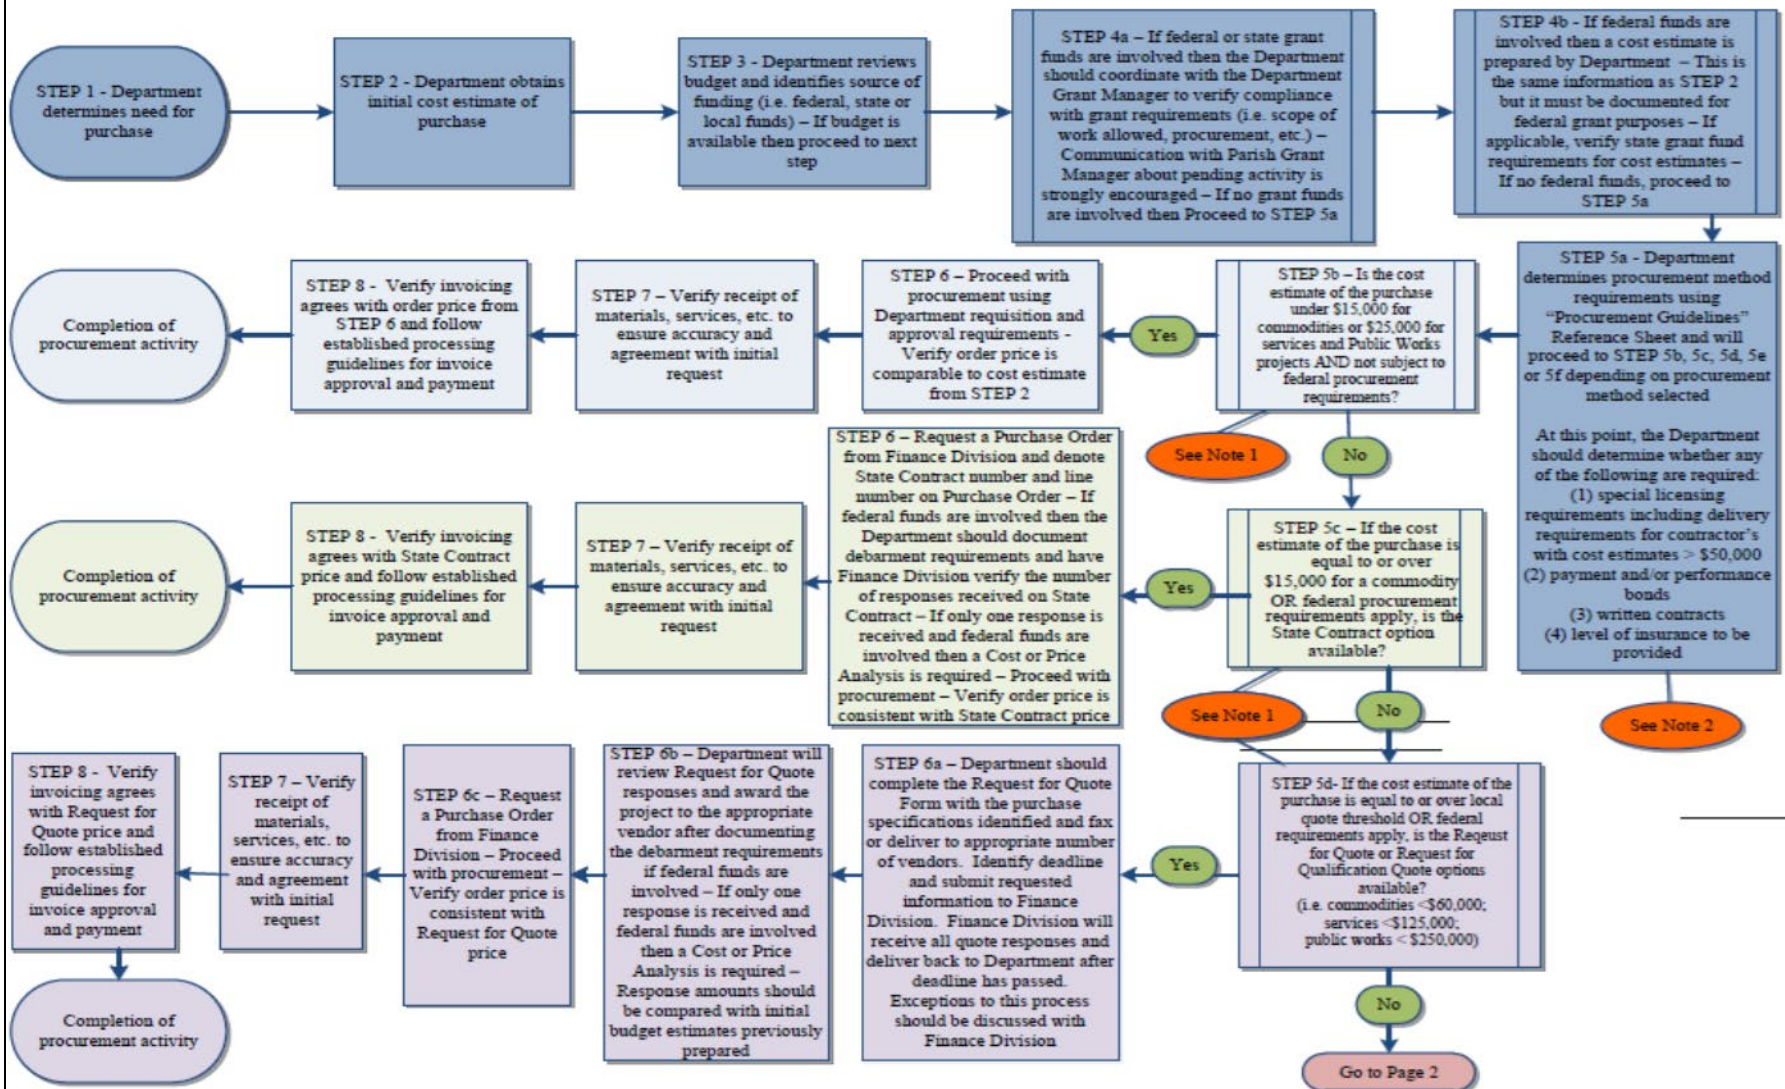 STEP 1 - Department
determines need for
purchase
STEP 2 - Department obtains
initial cost estimate of
purchase
STEP 3 - Department reviews
budget and identifies source of
funding (i.e. federal, state or
local funds) – If budget is
available then proceed to next
step
STEP 4a – If federal or state grant
funds are involved then the Department
should coordinate with the Department
Grant Manager to verify compliance
with grant requirements (i.e. scope of
work allowed, procurement, etc.) –
Communication with Parish Grant
Manager about pending activity is
strongly encouraged – If no grant funds
are involved then Proceed to STEP 5a
STEP 4b - If federal funds are
involved then a cost estimate is
prepared by Department – This is
the same information as STEP 2
but it must be documented for
federal grant purposes – If
applicable, verify state grant fund
requirements for cost estimates –
If no federal funds, proceed to
STEP 5a
STEP 5a - Department
determines procurement method
requirements using
“Procurement Guidelines”
Reference Sheet and will
proceed to STEP 5b, 5c, 5d, 5e
or 5f depending on procurement
method selected
At this point, the Department
should determine whether any
of the following are required:
(1) special licensing
requirements including delivery
requirements for contractor’s
with cost estimates > $50,000
(2) payment and/or performance
bonds
(3) written contracts
(4) level of insurance to be
provided
See Note 2
STEP 5b – Is the cost
estimate of the purchase
under $15,000 for
commodities or $25,000 for
services and Public Works
projects AND not subject to
federal procurement
requirements?
Yes
STEP 6 – Proceed with
procurement using
Department requisition and
approval requirements -
Verify order price is
comparable to cost estimate
from STEP 2
STEP 7 – Verify receipt of
materials, services, etc. to
ensure accuracy and
agreement with initial
request
STEP 8 - Verify invoicing
agrees with order price from
STEP 6 and follow
established processing
guidelines for invoice
approval and payment
Completion of
procurement activity
See Note 1
No
STEP 5c – If the cost
estimate of the purchase is
equal to or over
$15,000 for a commodity
OR federal procurement
requirements apply, is the
State Contract option
available?
Yes
STEP 6 – Request a Purchase Order
from Finance Division and denote
State Contract number and line
number on Purchase Order – If
federal funds are involved then the
Department should document
debarment requirements and have
Finance Division verify the number
of responses received on State
Contract – If only one response is
received and federal funds are
involved then a Cost or Price
Analysis is required – Proceed with
procurement – Verify order price is
consistent with State Contract price
STEP 7 – Verify receipt of
materials, services, etc. to
ensure accuracy and
agreement with initial
request
STEP 8 - Verify invoicing
agrees with State Contract
price and follow established
processing guidelines for
invoice approval and
payment
Completion of
procurement activity
See Note 1
No
STEP 5d- If the cost estimate of the
purchase is equal to or over local
quote threshold OR federal
requirements apply, is the Reqeust
for Quote or Request for
Qualification Quote options
available?
(i.e. commodities <$60,000;
services <$125,000;
public works < $250,000)
Yes
STEP 6a – Department should
complete the Request for Quote
Form with the purchase
specifications identified and fax
or deliver to appropriate number
of vendors. Identify deadline
and submit requested
information to Finance
Division. Finance Division will
receive all quote responses and
deliver back to Department after
deadline has passed.
Exceptions to this process
should be discussed with
Finance Division
STEP 6b – Department will
review Request for Quote
responses and award the
project to the appropriate
vendor after documenting
the debarment requirements
if federal funds are
involved – If only one
response is received and
federal funds are involved
then a Cost or Price
Analysis is required –
Response amounts should
be compared with initial
budget estimates previously
prepared
STEP 6c – Request
a Purchase Order
from Finance
Division – Proceed
with procurement –
Verify order price is
consistent with
Request for Quote
price
STEP 7 – Verify
receipt of
materials,
services, etc. to
ensure accuracy
and agreement
with initial
request
STEP 8 - Verify
invoicing agrees
with Request for
Quote price and
follow established
processing
guidelines for
invoice approval
and payment
Completion of
procurement activity
No
Go to Page 2